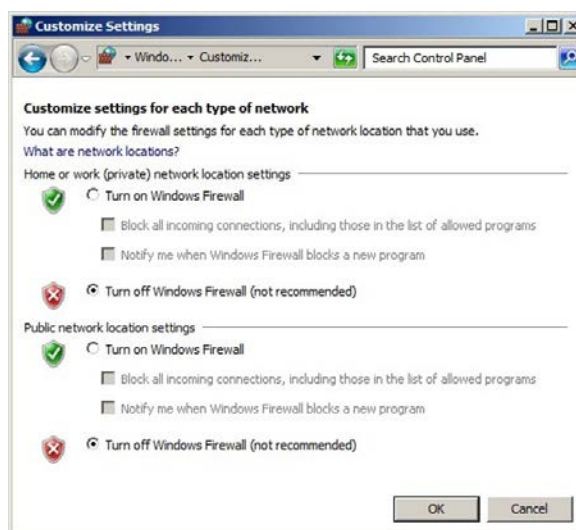 Customize Settings
Windo... Customiz... Search Control Panel
Customize settings for each type of network
You can modify the firewall settings for each type of network location that you use.
What are network locations?
Home or work (private) network location settings
Turn on Windows Firewall
Block all incoming connections, including those in the list of allowed programs
Notify me when Windows Firewall blocks a new program
Turn off Windows Firewall (not recommended)
Public network location settings
Turn on Windows Firewall
Block all incoming connections, including those in the list of allowed programs
Notify me when Windows Firewall blocks a new program
Turn off Windows Firewall (not recommended)
OK Cancel